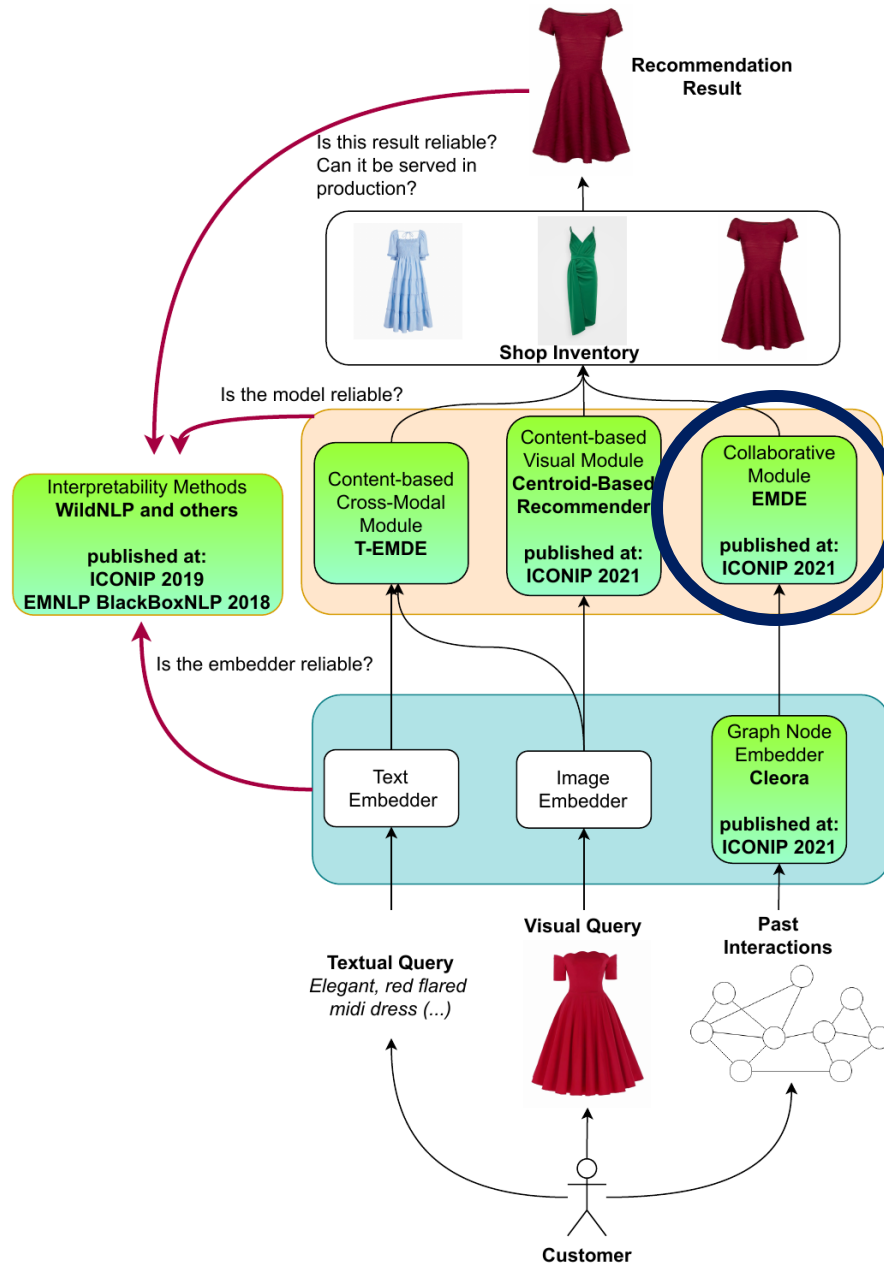 Recommendation
Result
Is this result reliable?
Can it be served in
production?
Shop Inventory
Is the model reliable?
Interpretability Methods
WildNLP and others
published at:
ICONIP 2019
EMNLP BlackBoxNLP 2018
Content-based
Cross-Modal
Module
T-EMDE
Content-based
Visual Module
Centroid-Based
Recommender
published at:
ICONIP 2021
Collaborative
Module
EMDE
published at:
ICONIP 2021
Is the embedder reliable?
Text
Embedder
Image
Embedder
Graph Node
Embedder
Cleora
published at:
ICONIP 2021
Textual Query
Elegant, red flared
midi dress (...)
Visual Query
Past
Interactions
Customer